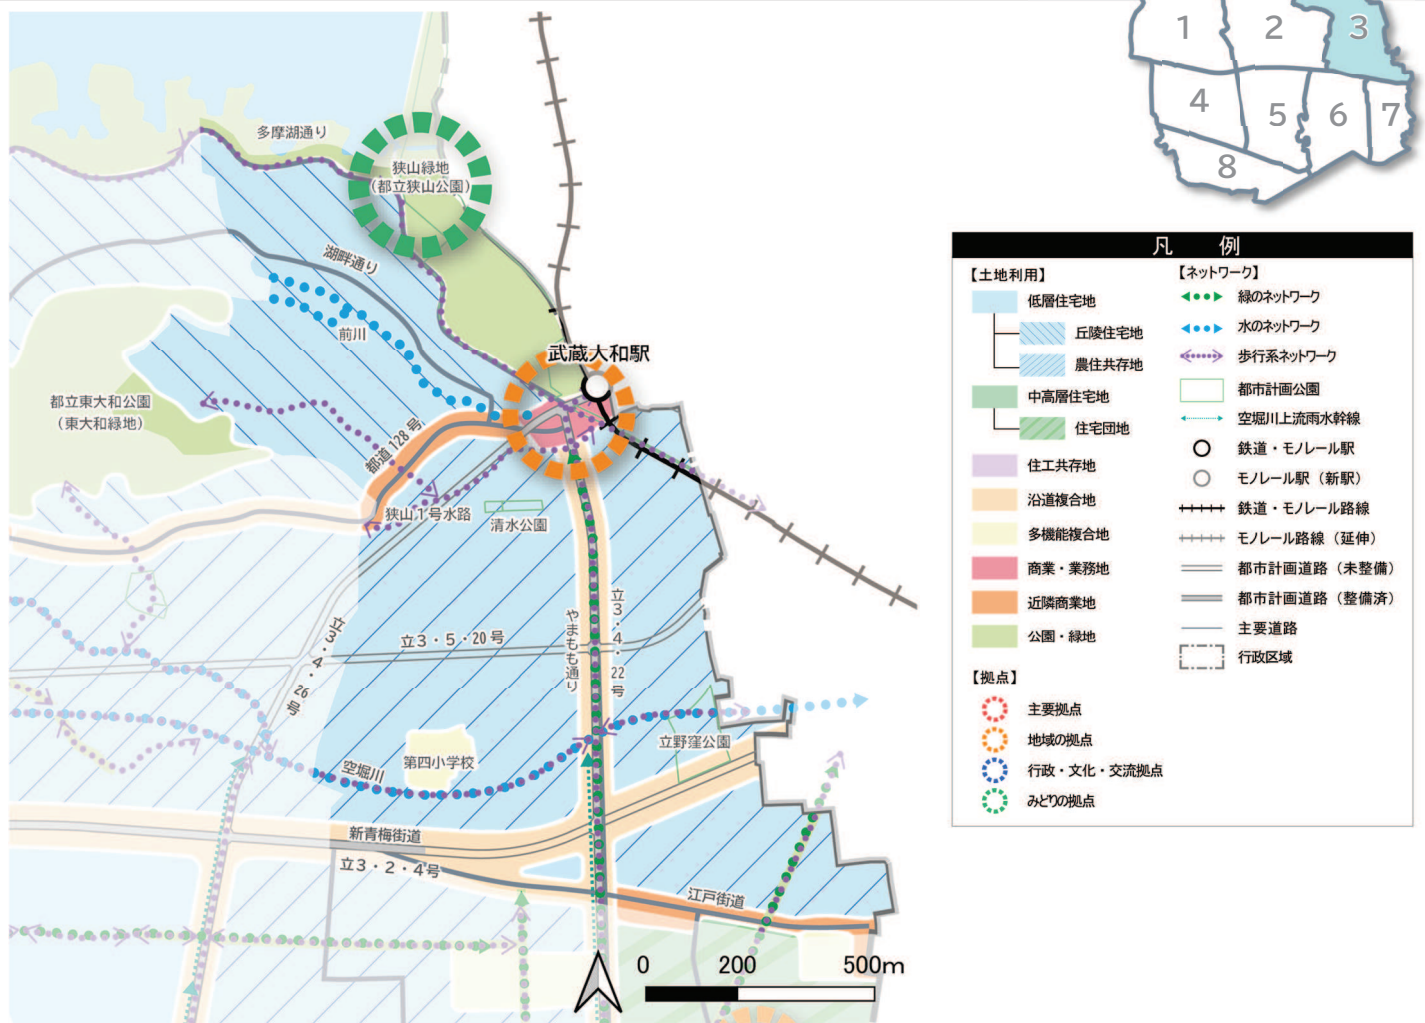 多摩湖通り
狭山緑地
(都立狭山公園)
湖畔通り
前川
武蔵大和駅
都立東大和公園
(東大和緑地)
都道128号
狭山1号水路
清水公園
立3・4・22号
やまもも通り
立3・5・20号
立3・4・26号
立野窪公園
第四小学校
空堀川
新青梅街道
立3・2・4号
江戸街道
0 200 500m
1 2 3
4 5 6 7
8
凡 例
【土地利用】
低層住宅地
丘陵住宅地
農住共存地
中高層住宅地
住宅団地
住工共存地
沿道複合地
多機能複合地
商業・業務地
近隣商業地
公園・緑地
【拠点】
主要拠点
地域の拠点
行政・文化・交流拠点
みどりの拠点
【ネットワーク】
緑のネットワーク
水のネットワーク
歩行系ネットワーク
都市計画公園
空堀川上流雨水幹線
鉄道・モノレール駅
モノレール駅（新駅）
鉄道・モノレール路線
モノレール路線（延伸）
都市計画道路（未整備）
都市計画道路（整備済）
主要道路
行政区域